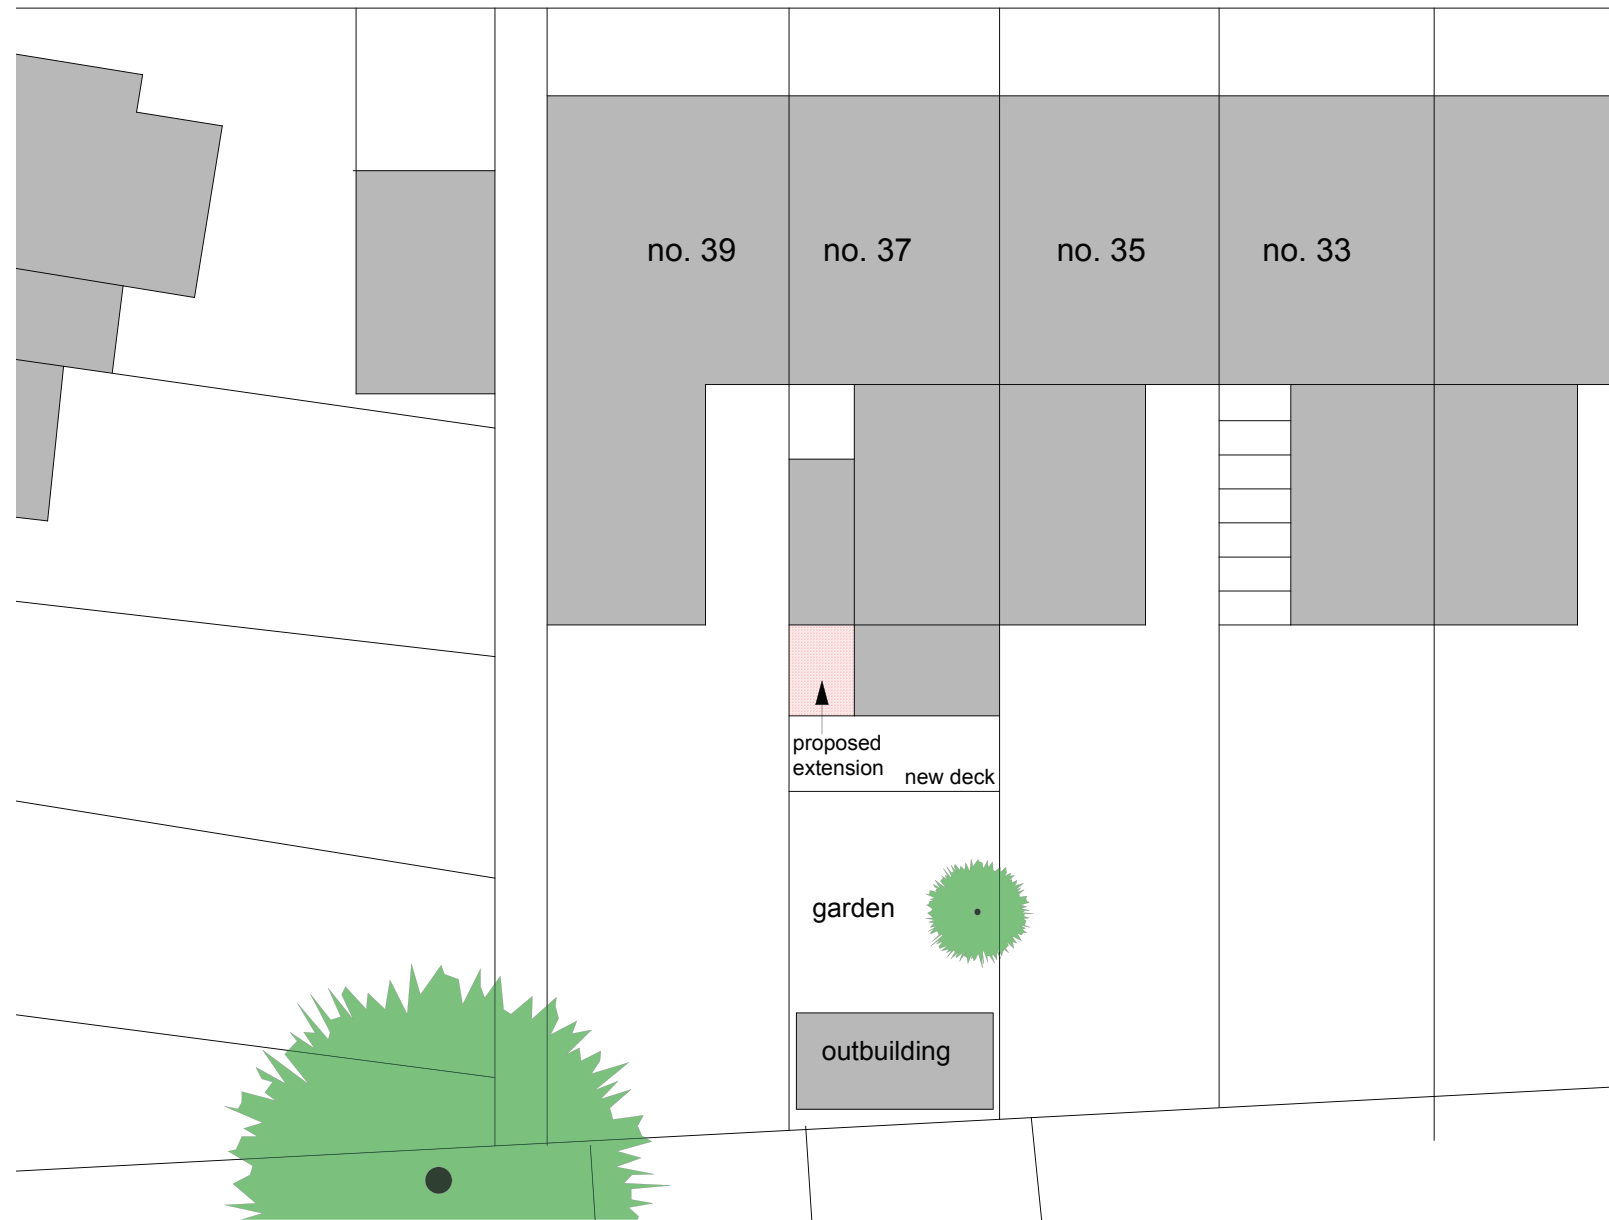 no. 39
no. 37
no. 35
no. 33
proposed
extension
new deck
garden
outbuilding